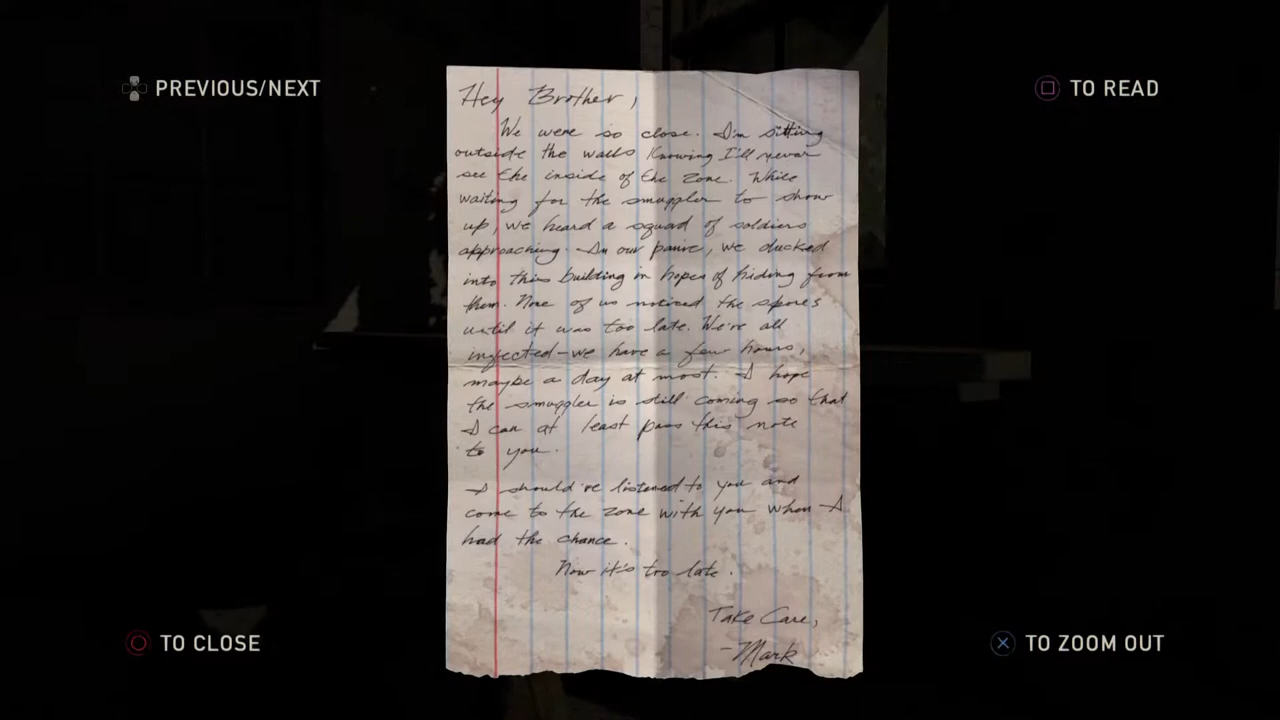 PREVIOUS/NEXT
TO READ
Hey Brother,
We were so close. I'm sitting
outside the walls knowing I'll never
see the inside of the zone. While
waiting for the smuggler to show
up, we heard a squad of soldiers
approaching. In our panic, we ducked
into this building in hopes of hiding from
them. None of us noticed the spores
until it was too late. We're all
infected-we have a few hours,
maybe a day at most. I hope
the smuggler is still coming so that
I can at least pass this note
to you.
I should've listened to you and
come to the zone with you when I
had the chance.
Now it's too late.
Take Care,
-Mark
TO CLOSE
TO ZOOM OUT